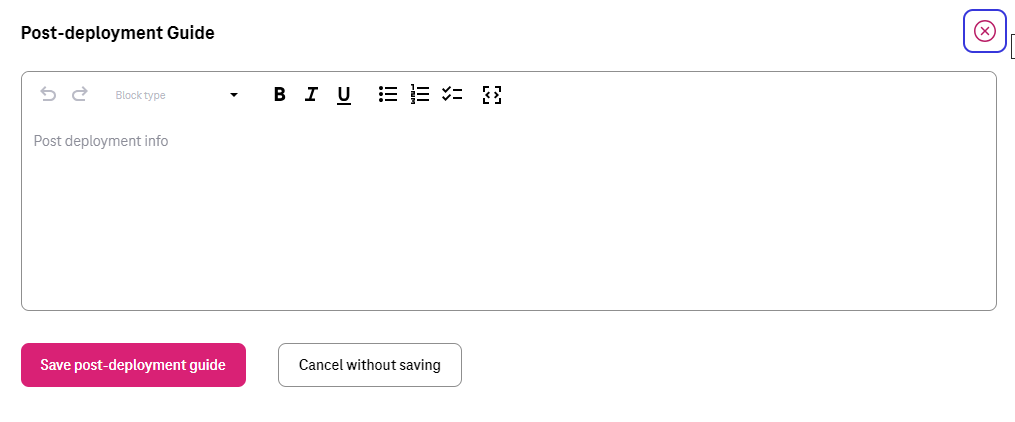 Post-deployment Guide
Block type
B I U
Post deployment info
Save post-deployment guide
Cancel without saving